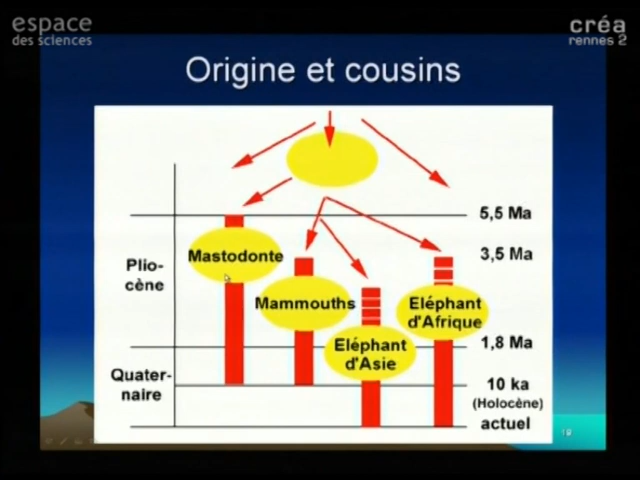 espace
des sciences
créa
rennes 2
Origine et cousins
5,5 Ma
Mastodonte
3,5 Ma
Plio-
cène
Mammouths
Eléphant
d'Afrique
Eléphant
d'Asie
1,8 Ma
Quater-
naire
10 ka
(Holocène)
actuel